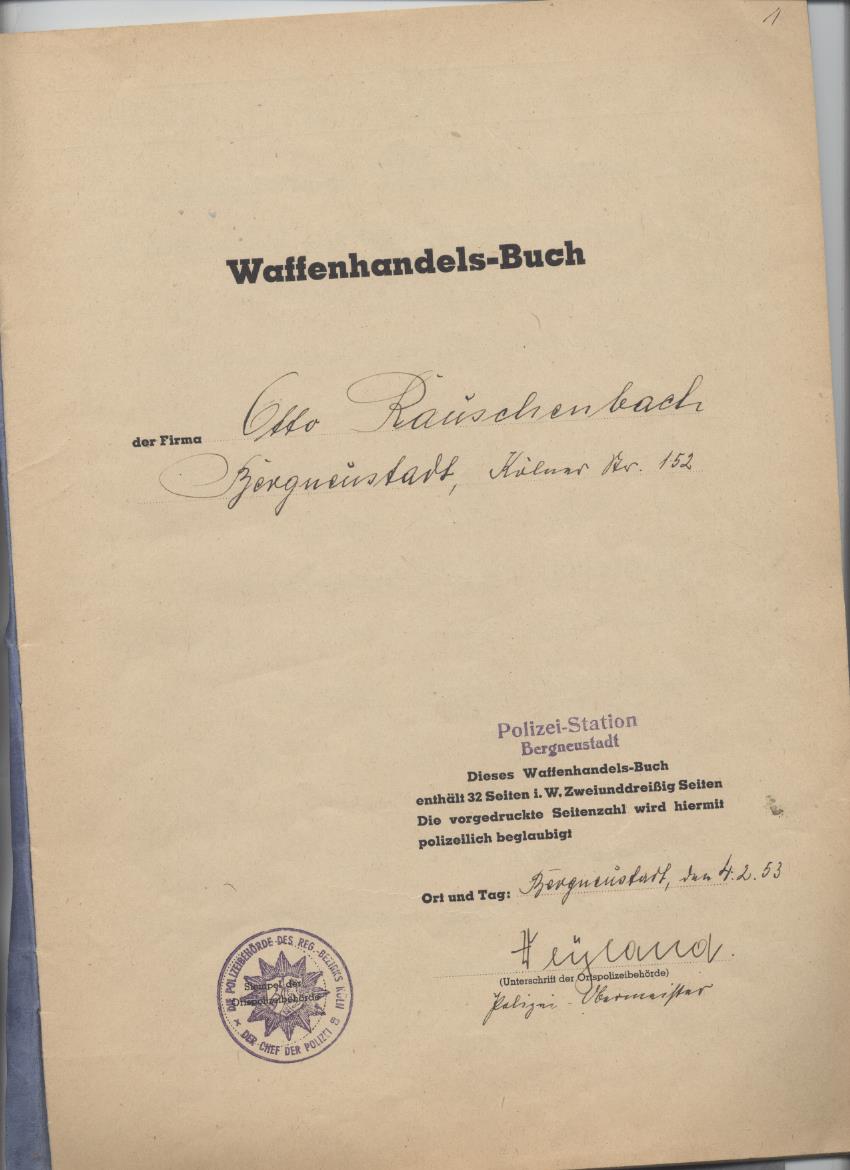 1
Waffenhandels-Buch
der Firma Otto Rauschenbach
Bergneustadt, Kölner Str. 152
Polizei-Station
Bergneustadt
Dieses Waffenhandels-Buch
enthält 32 Seiten i. W. Zweiunddreißig Seiten
Die vorgedruckte Seitenzahl wird hiermit
polizeilich beglaubigt
Ort und Tag: Bergneustadt, den 4.2.53
Weyland.
(Unterschrift der Ortspolizeibehörde)
Polizei-Obermeister
DIE POLIZEIBEHÖRDE DES REG.-BEZIRKS KÖLN
Stempel der
Ortspolizeibehörde
DER CHEF DER POLIZEI